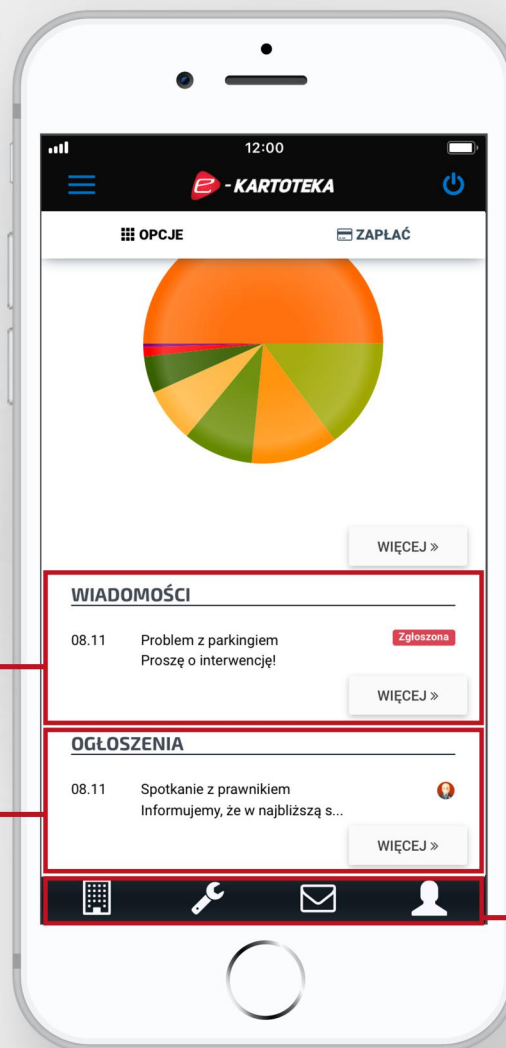 12:00
e - KARTOTEKA
OPCJE
ZAPŁAĆ
WIĘCEJ »
WIADOMOŚCI
08.11 Problem z parkingiem Zgłoszona
Proszę o interwencję!
WIĘCEJ »
OGŁOSZENIA
08.11 Spotkanie z prawnikiem
Informujemy, że w najbliższą s...
WIĘCEJ »